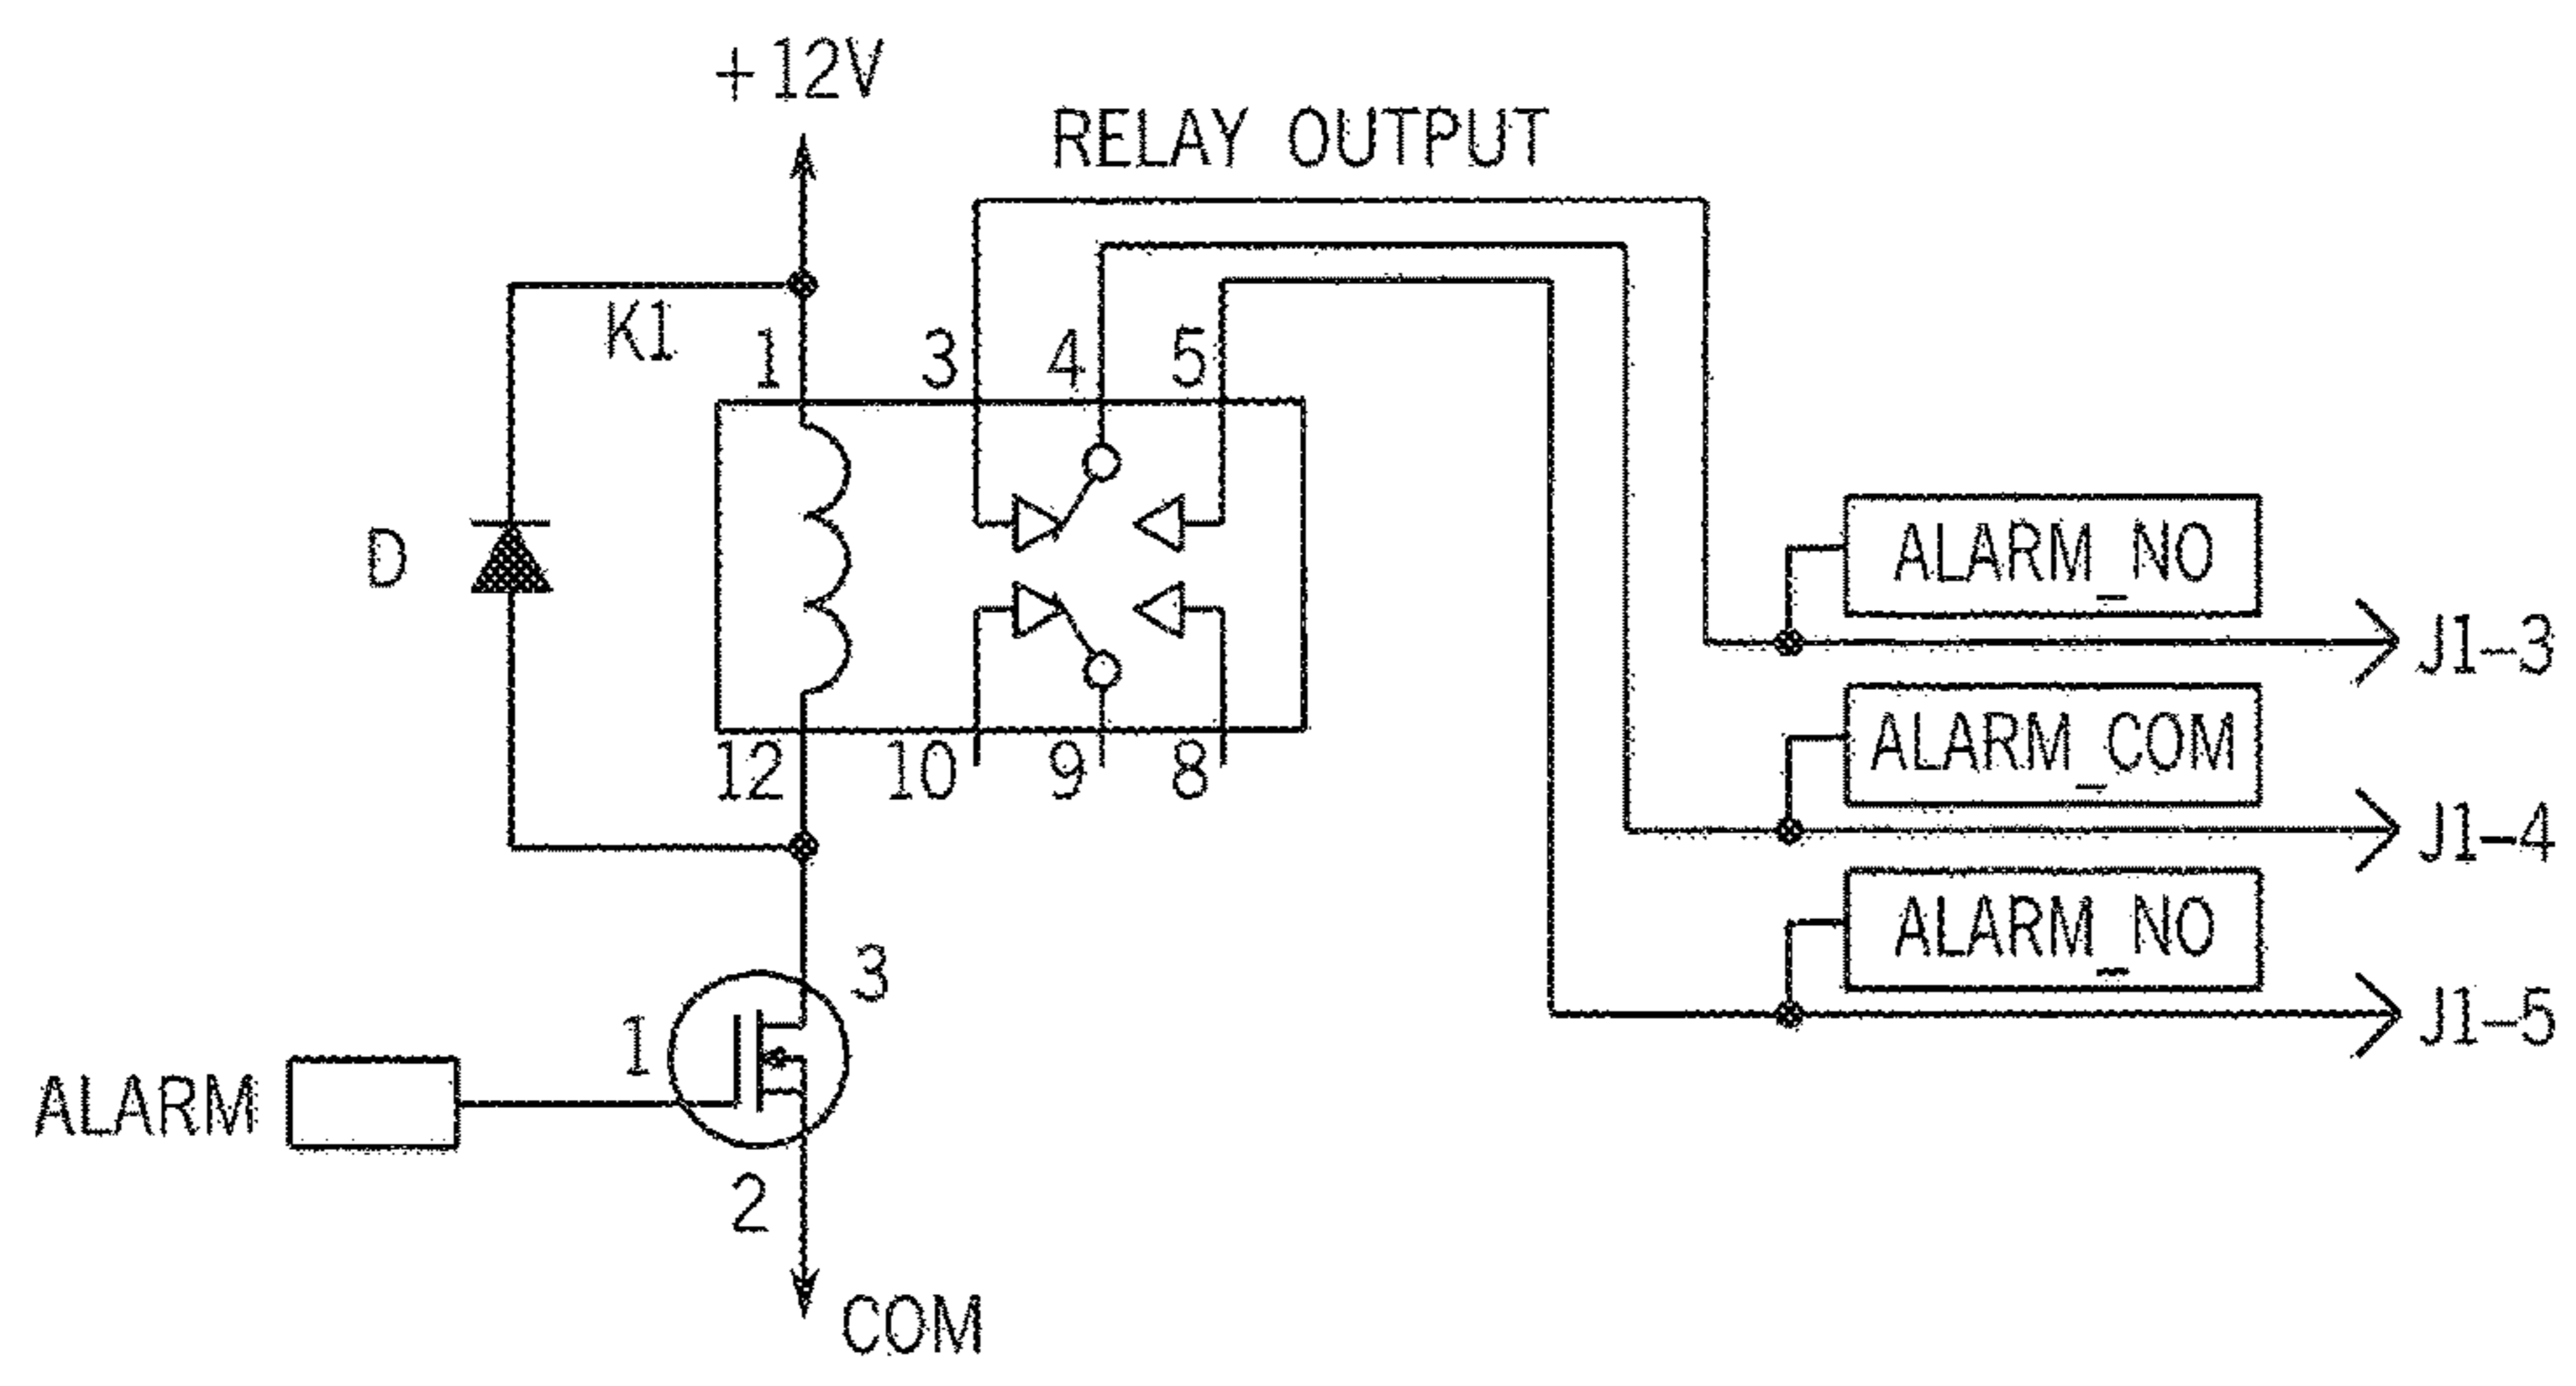 +12V
RELAY OUTPUT
K1
1
3
4
5
D
ALARM_NO
J1-3
12
10
9
8
ALARM_COM
J1-4
ALARM_NO
J1-5
3
1
ALARM
2
COM